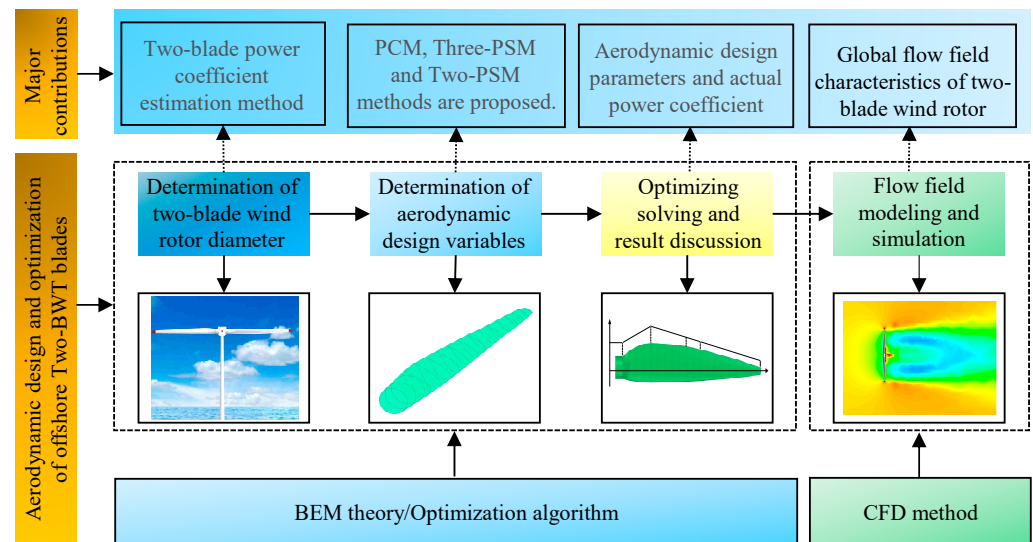 Major
contributions
Two-blade power
coefficient
estimation method
PCM, Three-PSM
and Two-PSM
methods are proposed.
Aerodynamic design
parameters and actual
power coefficient
Global flow field
characteristics of two-
blade wind rotor
Aerodynamic design and optimization
of offshore Two-BWT blades
Determination of
two-blade wind
rotor diameter
Determination of
aerodynamic
design variables
Optimizing
solving and
result discussion
Flow field
modeling and
simulation
BEM theory/Optimization algorithm
CFD method